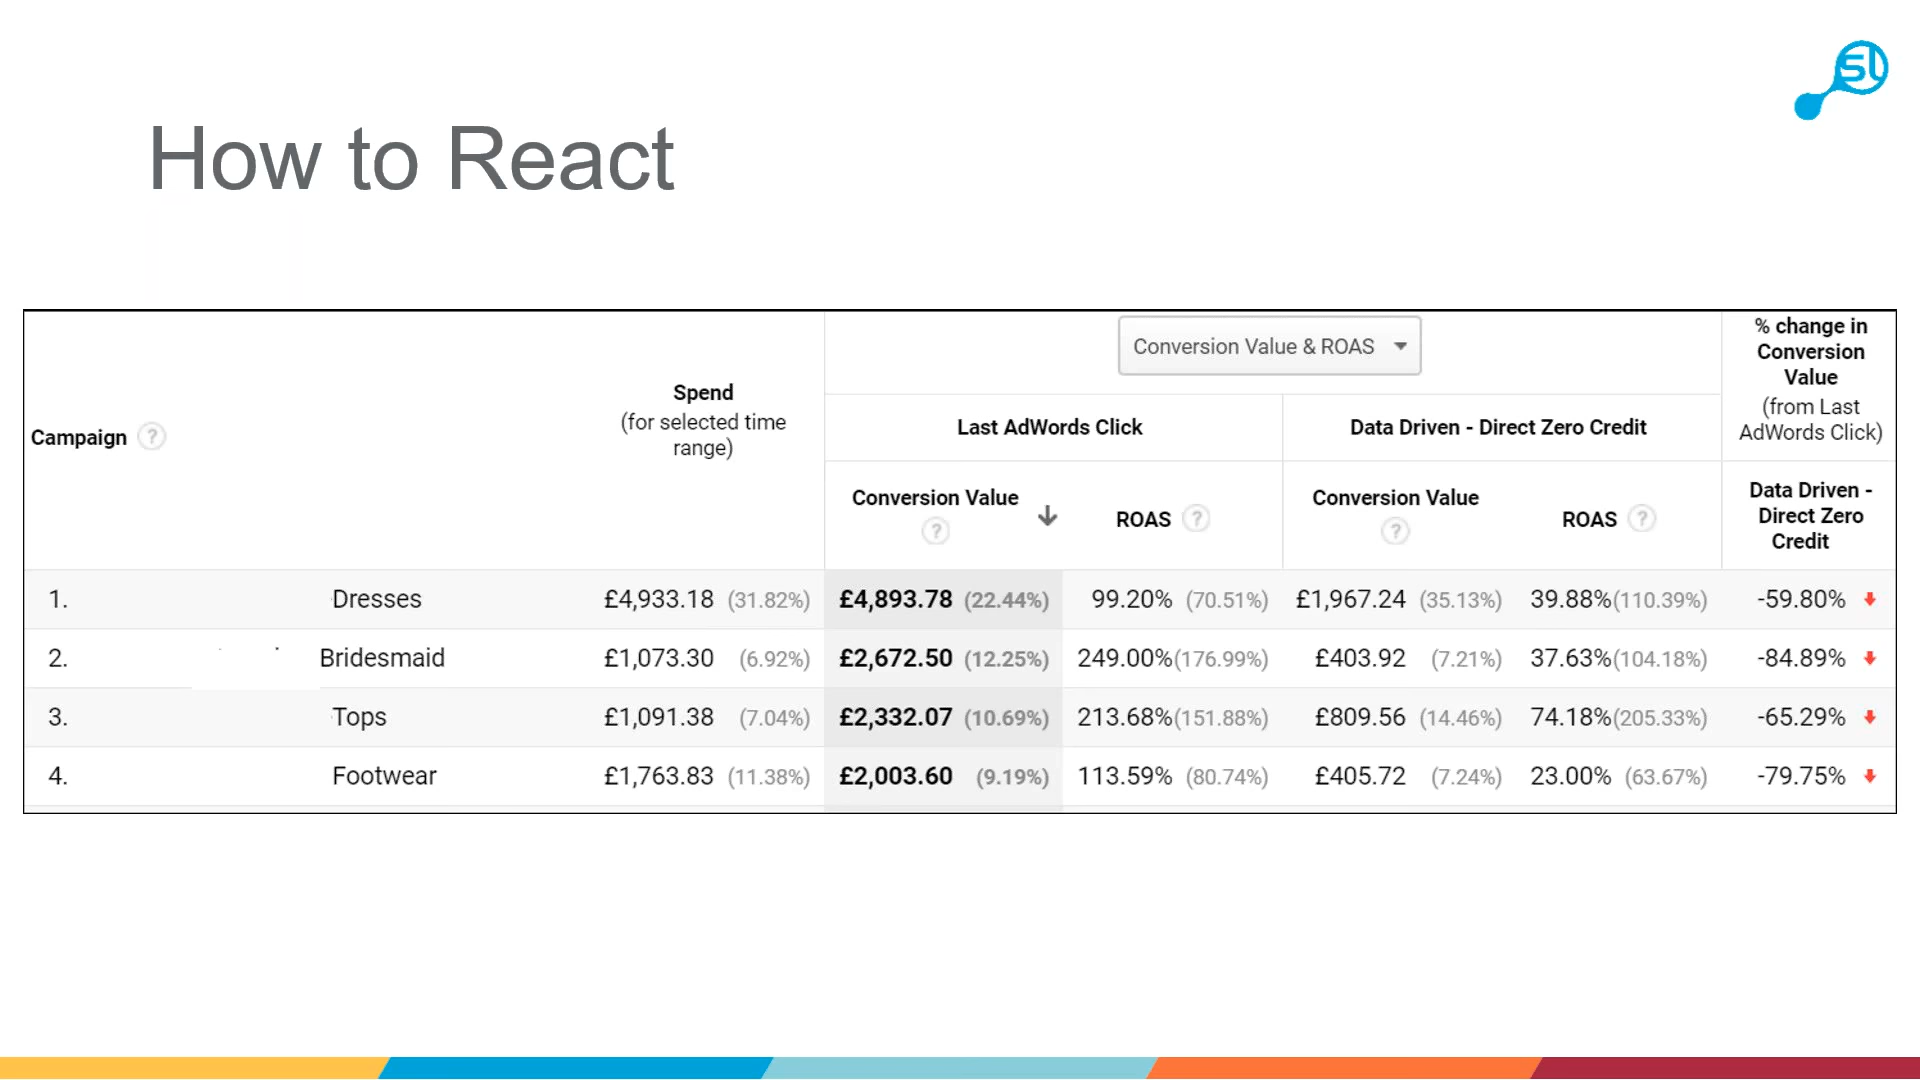 SL
How to React
Conversion Value & ROAS
% change in
Conversion
Value
(from Last
AdWords Click)
Campaign ?
Spend
(for selected time
range)
Last AdWords Click
Data Driven - Direct Zero Credit
Conversion Value ?
ROAS ?
Conversion Value ?
ROAS ?
Data Driven -
Direct Zero
Credit
1. Dresses £4,933.18 (31.82%) £4,893.78 (22.44%) 99.20% (70.51%) £1,967.24 (35.13%) 39.88%(110.39%) -59.80%
2. Bridesmaid £1,073.30 (6.92%) £2,672.50 (12.25%) 249.00%(176.99%) £403.92 (7.21%) 37.63%(104.18%) -84.89%
3. Tops £1,091.38 (7.04%) £2,332.07 (10.69%) 213.68%(151.88%) £809.56 (14.46%) 74.18%(205.33%) -65.29%
4. Footwear £1,763.83 (11.38%) £2,003.60 (9.19%) 113.59% (80.74%) £405.72 (7.24%) 23.00% (63.67%) -79.75%